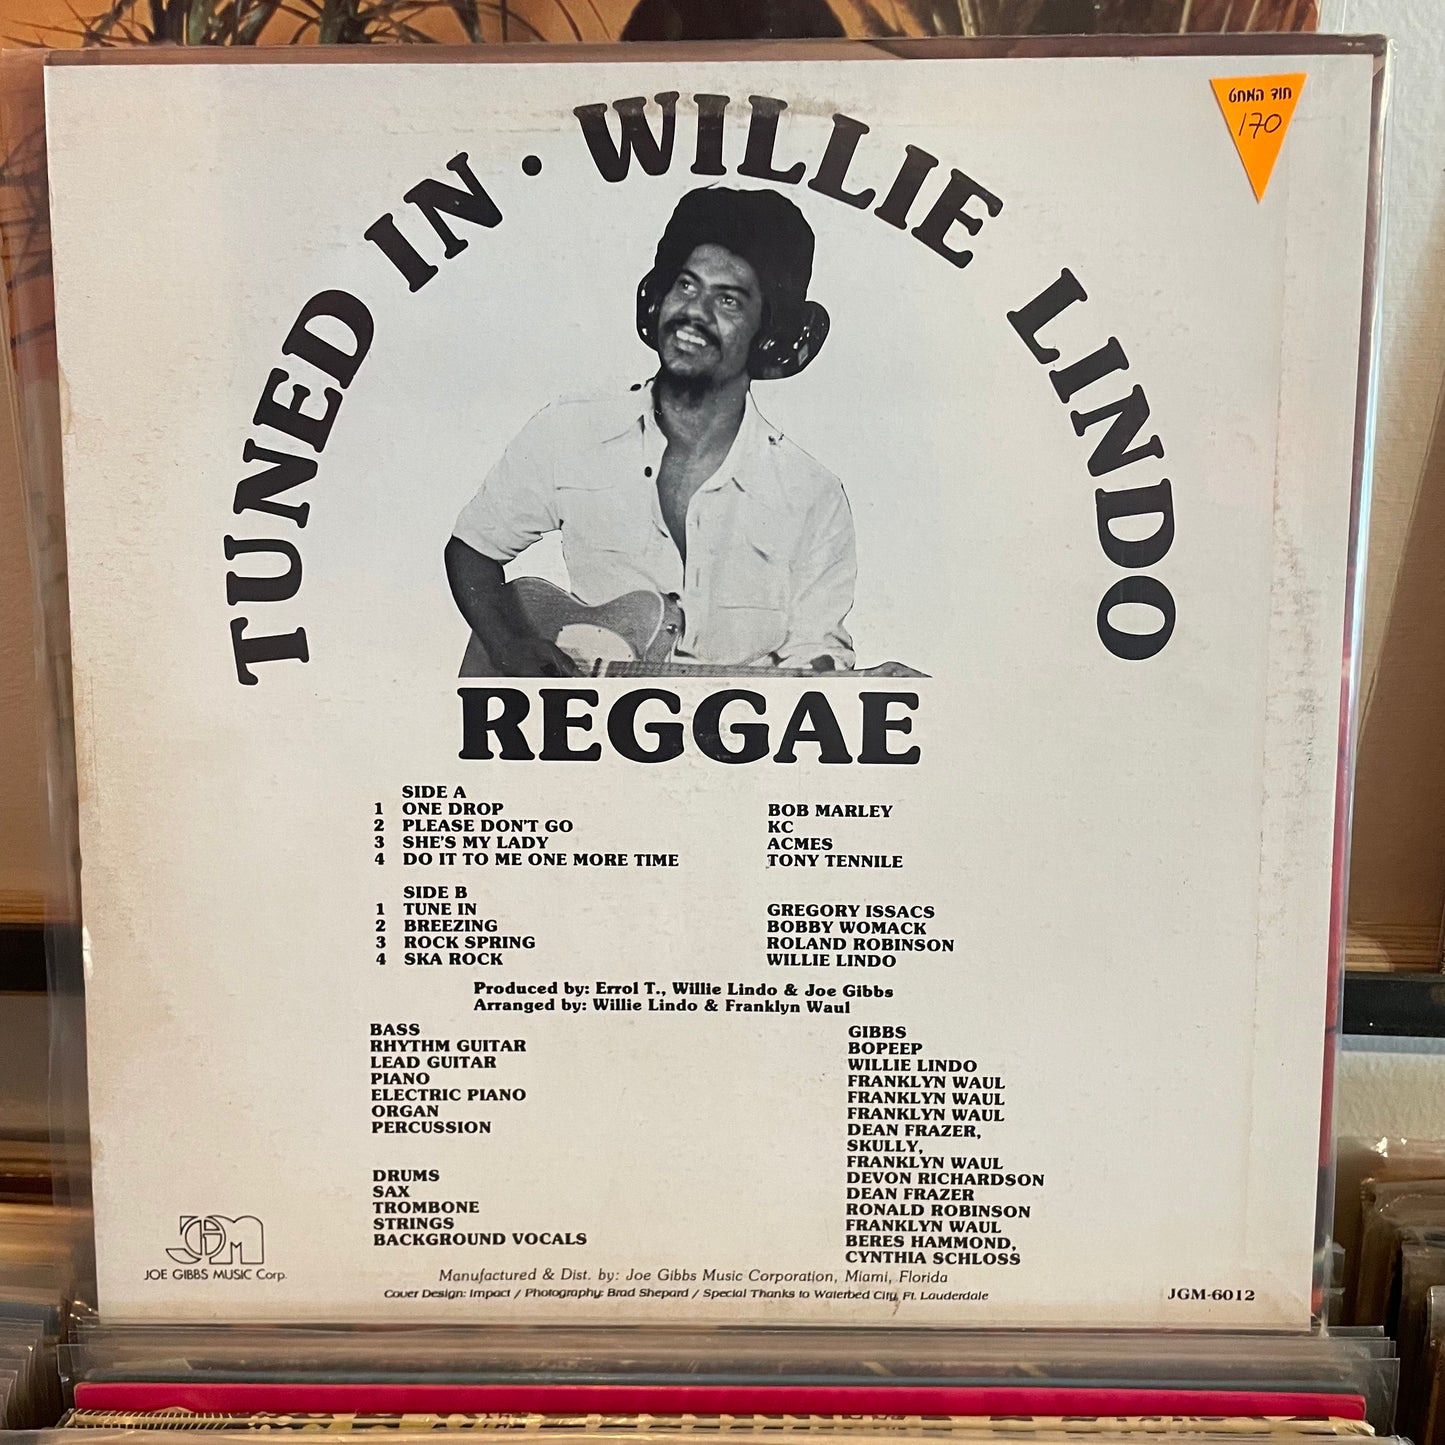 חוד המחט
170
TUNED IN · WILLIE LINDO
REGGAE
SIDE A
1 ONE DROP BOB MARLEY
2 PLEASE DON'T GO KC
3 SHE'S MY LADY ACMES
4 DO IT TO ME ONE MORE TIME TONY TENNILE
SIDE B
1 TUNE IN GREGORY ISSACS
2 BREEZING BOBBY WOMACK
3 ROCK SPRING ROLAND ROBINSON
4 SKA ROCK WILLIE LINDO
Produced by: Errol T., Willie Lindo & Joe Gibbs
Arranged by: Willie Lindo & Franklyn Waul
BASS GIBBS
RHYTHM GUITAR BOPEEP
LEAD GUITAR WILLIE LINDO
PIANO FRANKLYN WAUL
ELECTRIC PIANO FRANKLYN WAUL
ORGAN FRANKLYN WAUL
PERCUSSION DEAN FRAZER,
SKULLY,
FRANKLYN WAUL
DRUMS DEVON RICHARDSON
SAX DEAN FRAZER
TROMBONE RONALD ROBINSON
STRINGS FRANKLYN WAUL
BACKGROUND VOCALS BERES HAMMOND,
CYNTHIA SCHLOSS
JGM
JOE GIBBS MUSIC Corp.
Manufactured & Dist. by: Joe Gibbs Music Corporation, Miami, Florida
Cover Design: Impact / Photography: Brad Shepard / Special Thanks to Waterbed City, Ft. Lauderdale
JGM-6012